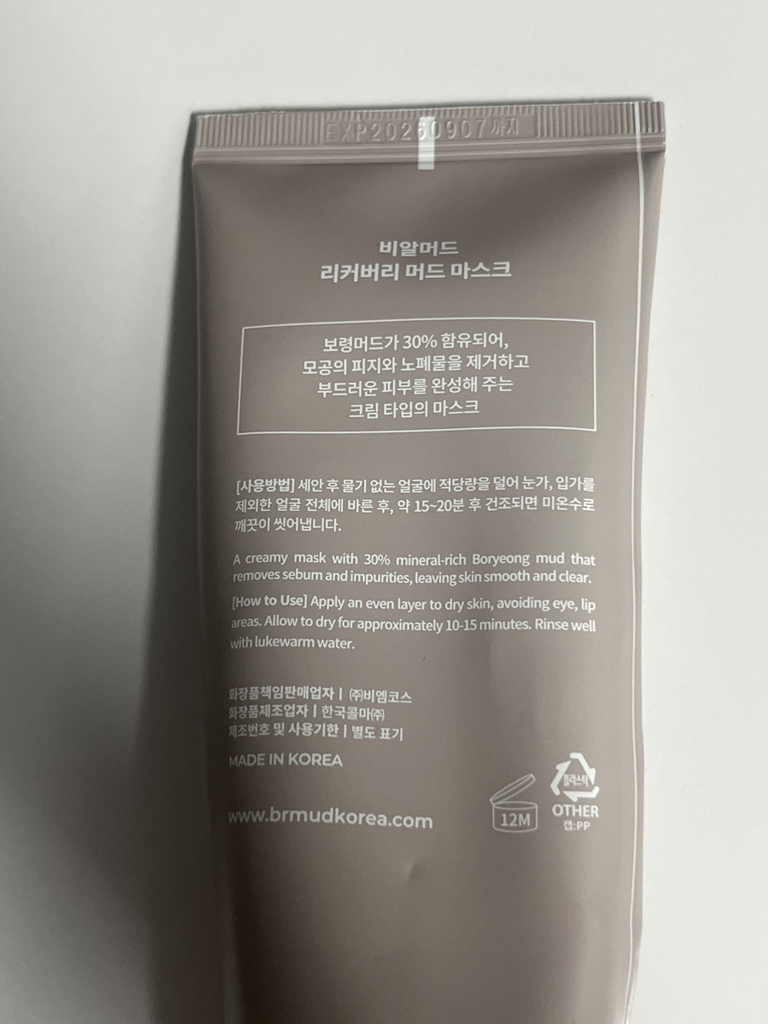 EXP20260907까지
비알머드
리커버리 머드 마스크
보령머드가 30% 함유되어,
모공의 피지와 노폐물을 제거하고
부드러운 피부를 완성해 주는
크림 타입의 마스크
[사용방법] 세안 후 물기 없는 얼굴에 적당량을 덜어 눈가, 입가를
제외한 얼굴 전체에 바른 후, 약 15~20분 후 건조되면 미온수로
깨끗이 씻어냅니다.
A creamy mask with 30% mineral-rich Boryeong mud that
removes sebum and impurities, leaving skin smooth and clear.
[How to Use] Apply an even layer to dry skin, avoiding eye, lip
areas. Allow to dry for approximately 10-15 minutes. Rinse well
with lukewarm water.
화장품책임판매업자ㅣ ㈜비엠코스
화장품제조업자ㅣ한국콜마㈜
제조번호 및 사용기한ㅣ별도 표기
MADE IN KOREA
www.brmudkorea.com
12M
플라스틱
OTHER
캡:PP